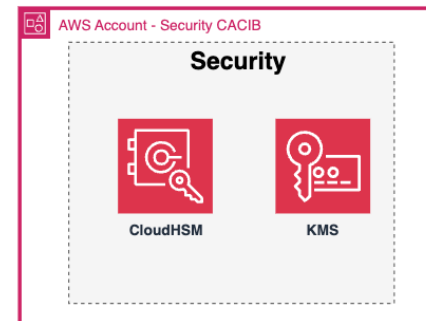 AWS Account - Security CACIB
Security
CloudHSM
KMS